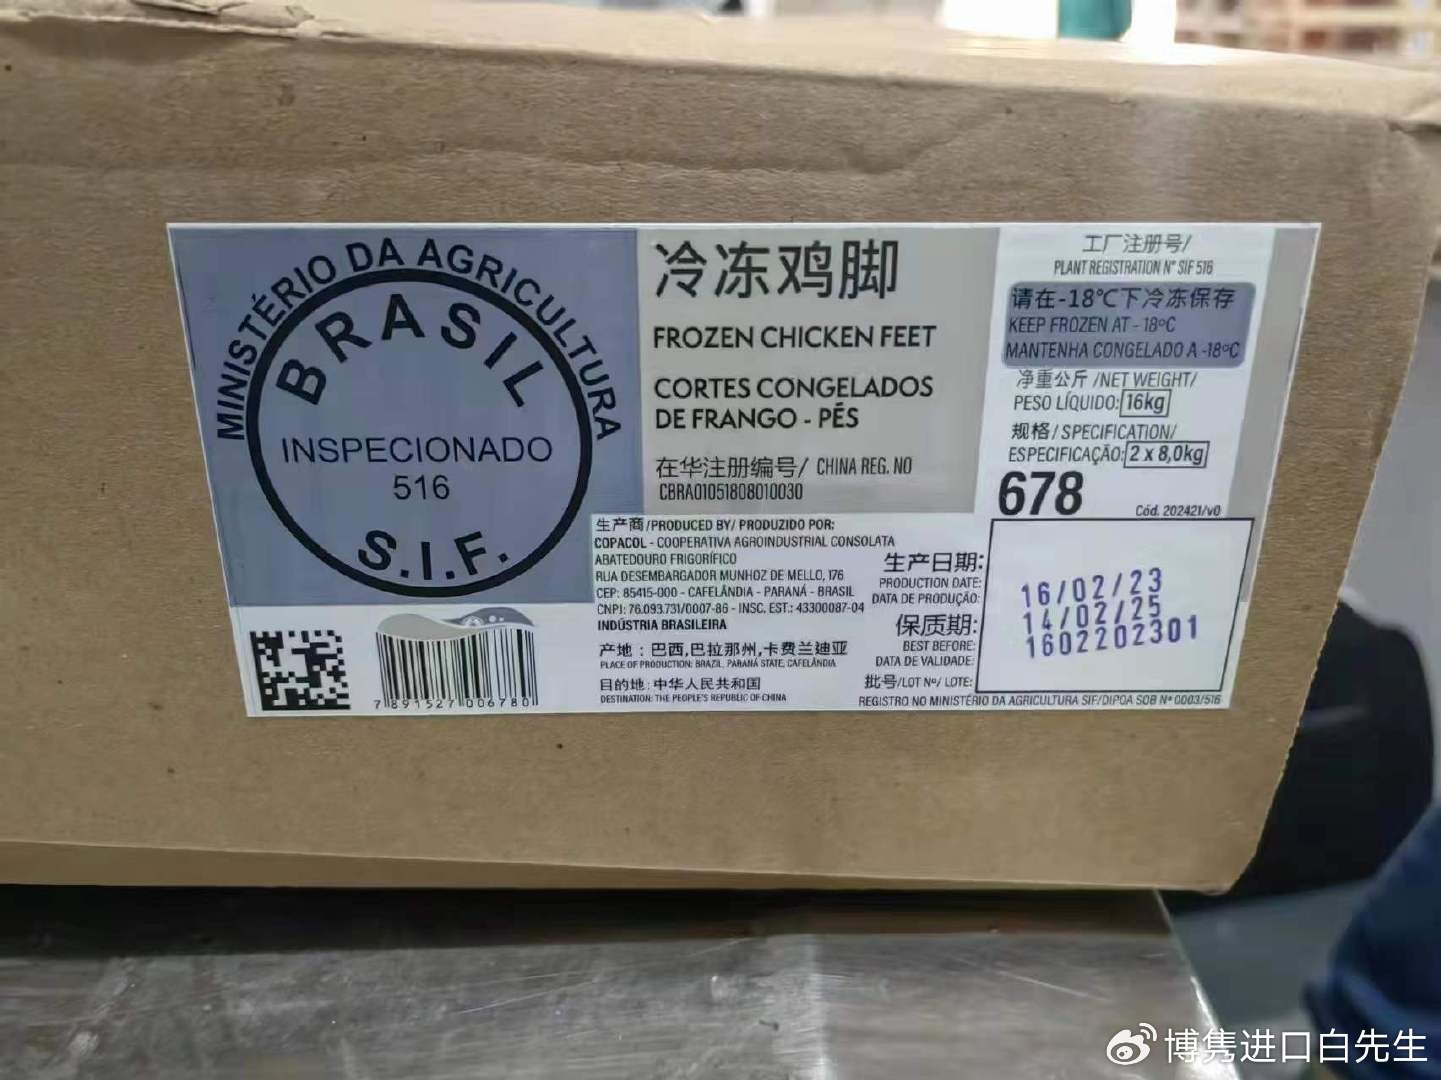 MINISTÉRIO DA AGRICULTURA
BRASIL
INSPECIONADO
516
S.I.F.
冷冻鸡脚
FROZEN CHICKEN FEET
CORTES CONGELADOS
DE FRANGO - PÉS
在华注册编号/ CHINA REG. NO
CBRA01051808010030
工厂注册号/
PLANT REGISTRATION Nº SIF 516
请在-18℃下冷冻保存
KEEP FROZEN AT - 18ºC
MANTENHA CONGELADO A -18ºC
净重公斤 /NET WEIGHT/
PESO LÍQUIDO: 16kg
规格/ SPECIFICATION/
ESPECIFICAÇÃO: 2 x 8,0kg
678
Cód. 202421/v0
生产商/PRODUCED BY/ PRODUZIDO POR:
COPACOL - COOPERATIVA AGROINDUSTRIAL CONSOLATA
ABATEDOURO FRIGORÍFICO
RUA DESEMBARGADOR MUNHOZ DE MELLO, 176
CEP: 85415-000 - CAFELÂNDIA - PARANÁ - BRASIL
CNPJ: 76.093.731/0007-86 - INSC. EST.: 43300087-04
INDÚSTRIA BRASILEIRA
产地：巴西,巴拉那州,卡费兰迪亚
PLACE OF PRODUCTION: BRAZIL, PARANÁ STATE, CAFELÂNDIA
目的地:中华人民共和国
DESTINATION: THE PEOPLE'S REPUBLIC OF CHINA
生产日期:
PRODUCTION DATE:
DATA DE PRODUÇÃO:
16/02/23
保质期:
BEST BEFORE:
DATA DE VALIDADE:
14/02/25
批号/LOT Nº/ LOTE:
1602202301
REGISTRO NO MINISTÉRIO DA AGRICULTURA SIF/DIPOA SOB Nº 0003/516
7 891527 006780
博隽进口白先生